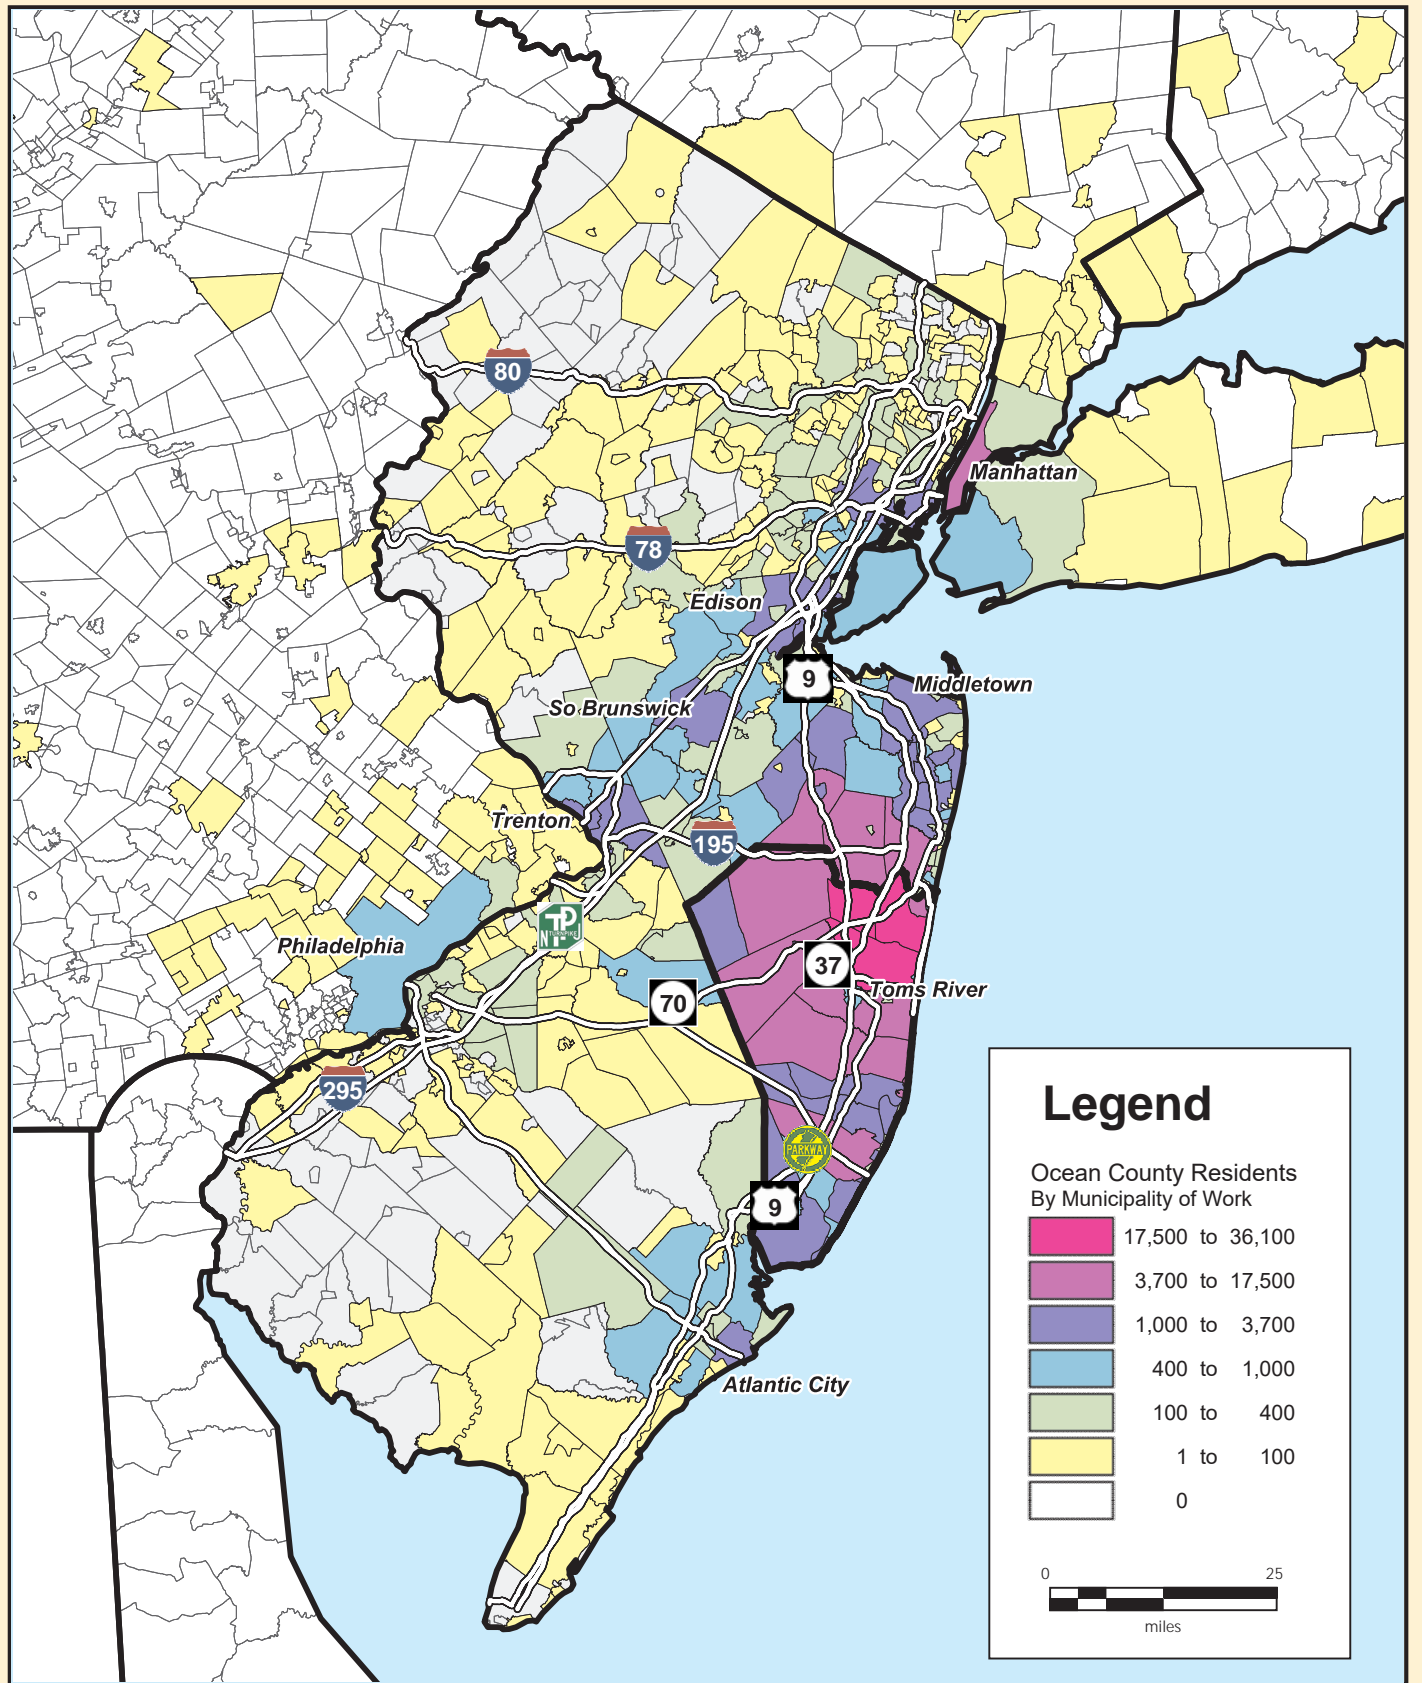 80
Manhattan
78
Edison
9
Middletown
So Brunswick
Trenton
195
TP
N TURNPIKE
Philadelphia
37
70
Toms River
295
PARKWAY
9
Atlantic City
Legend
Ocean County Residents
By Municipality of Work
17,500 to 36,100
3,700 to 17,500
1,000 to 3,700
400 to 1,000
100 to 400
1 to 100
0
0 25
miles